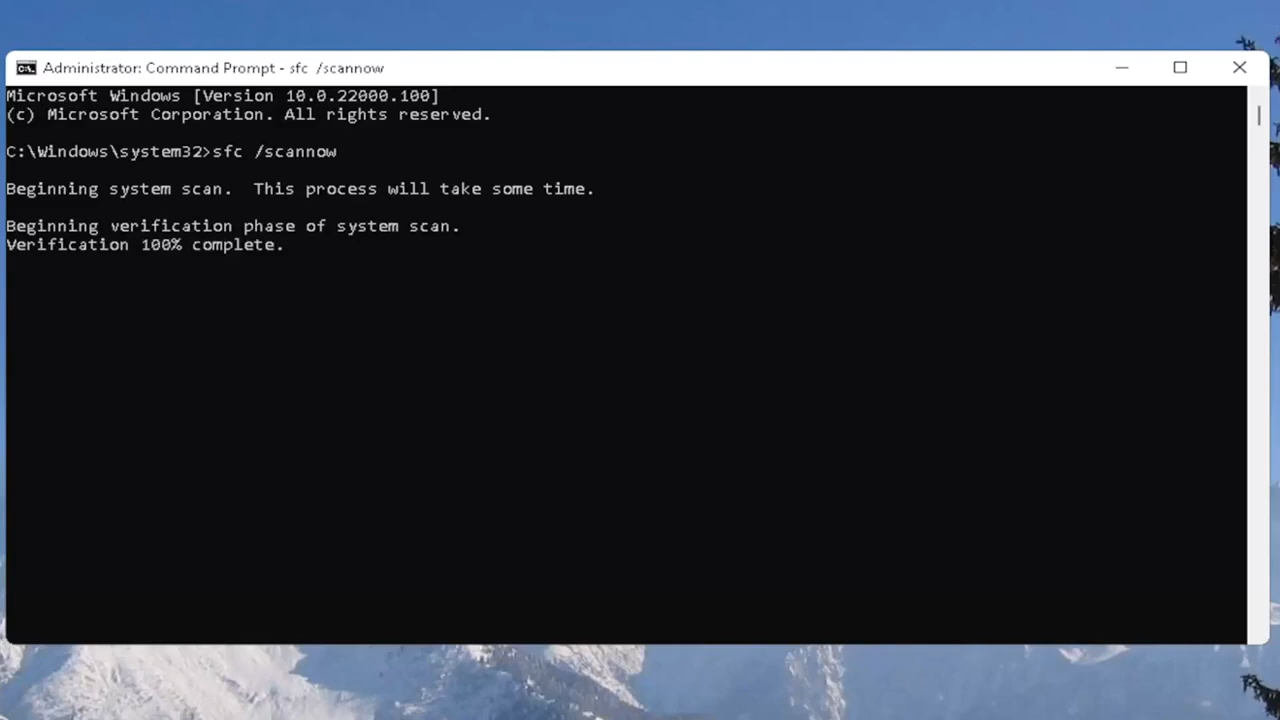 Administrator: Command Prompt - sfc /scannow
Microsoft Windows [Version 10.0.22000.100]
(c) Microsoft Corporation. All rights reserved.
C:\Windows\system32>sfc /scannow
Beginning system scan.  This process will take some time.
Beginning verification phase of system scan.
Verification 100% complete.